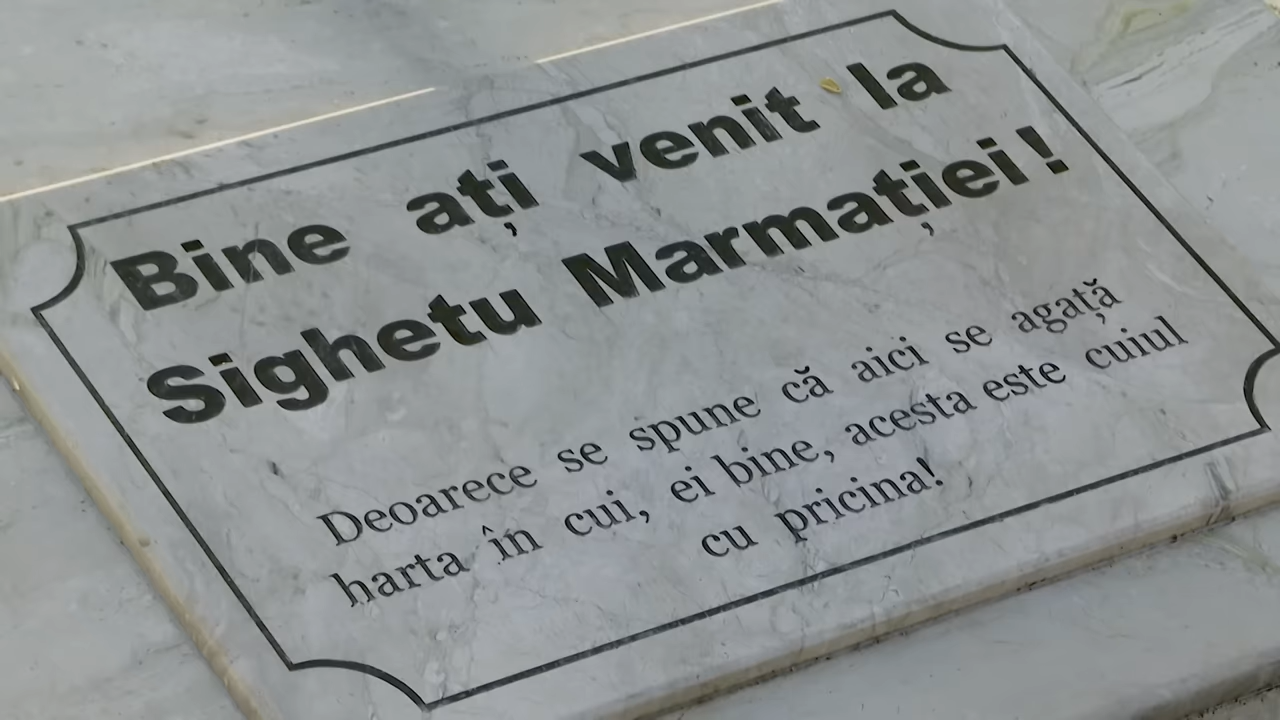 Bine ați venit la
Sighetu Marmației!
Deoarece se spune că aici se agață
harta în cui, ei bine, acesta este cuiul
cu pricina!